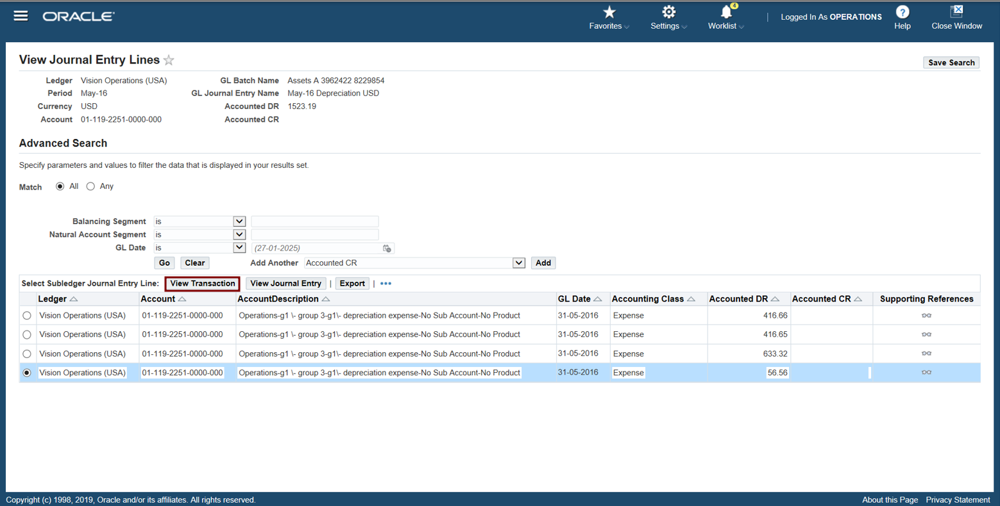 ORACLE
Favorites
Settings
4
Worklist
Logged In As OPERATIONS
?
Help
Close Window
View Journal Entry Lines
Save Search
Ledger Vision Operations (USA) GL Batch Name Assets A 3962422 8229854
Period May-16 GL Journal Entry Name May-16 Depreciation USD
Currency USD Accounted DR 1523.19
Account 01-119-2251-0000-000 Accounted CR
Advanced Search
Specify parameters and values to filter the data that is displayed in your results set.
Match All Any
Balancing Segment is
Natural Account Segment is
GL Date is (27-01-2025)
Go Clear Add Another Accounted CR Add
Select Subledger Journal Entry Line: View Transaction View Journal Entry | Export | •••
Ledger Account AccountDescription GL Date Accounting Class Accounted DR Accounted CR Supporting References
Vision Operations (USA) 01-119-2251-0000-000 Operations-g1 \- group 3-g1\- depreciation expense-No Sub Account-No Product 31-05-2016 Expense 416.66
Vision Operations (USA) 01-119-2251-0000-000 Operations-g1 \- group 3-g1\- depreciation expense-No Sub Account-No Product 31-05-2016 Expense 416.65
Vision Operations (USA) 01-119-2251-0000-000 Operations-g1 \- group 3-g1\- depreciation expense-No Sub Account-No Product 31-05-2016 Expense 633.32
Vision Operations (USA) 01-119-2251-0000-000 Operations-g1 \- group 3-g1\- depreciation expense-No Sub Account-No Product 31-05-2016 Expense 56.56
Copyright (c) 1998, 2019, Oracle and/or its affiliates. All rights reserved. About this Page Privacy Statement